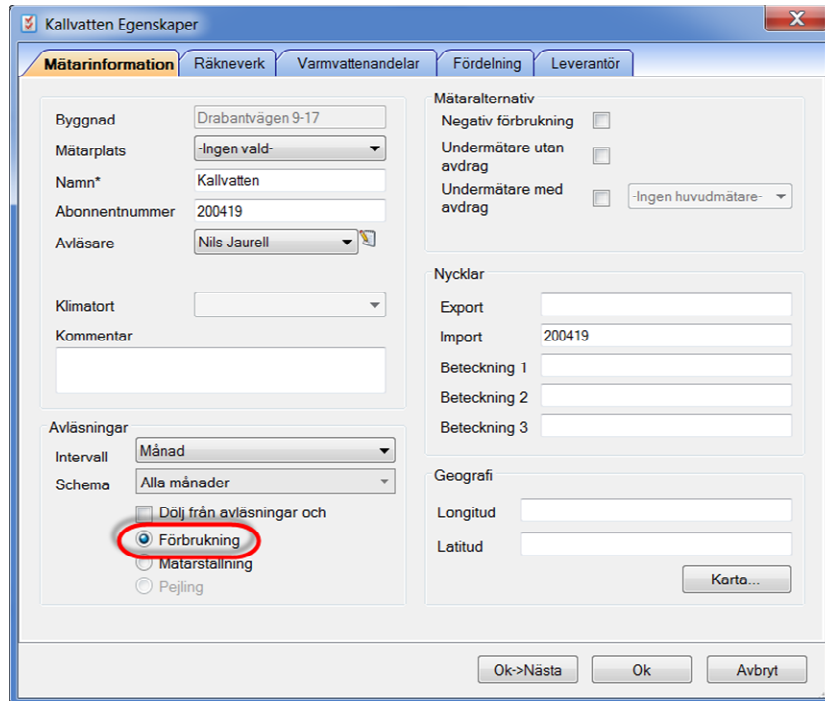 Kallvatten Egenskaper
Mätarinformation
Räkneverk
Varmvattenandelar
Fördelning
Leverantör
Byggnad
Drabantvägen 9-17
Mätarplats
-Ingen vald-
Namn*
Kallvatten
Abonnentnummer
200419
Avläsare
Nils Jaurell
Klimatort
Kommentar
Avläsningar
Intervall
Månad
Schema
Alla månader
Dölj från avläsningar och
Förbrukning
Mätarställning
Pejling
Mätaralternativ
Negativ förbrukning
Undermätare utan
avdrag
Undermätare med
avdrag
-Ingen huvudmätare-
Nycklar
Export
Import
200419
Beteckning 1
Beteckning 2
Beteckning 3
Geografi
Longitud
Latitud
Karta...
Ok->Nästa
Ok
Avbryt